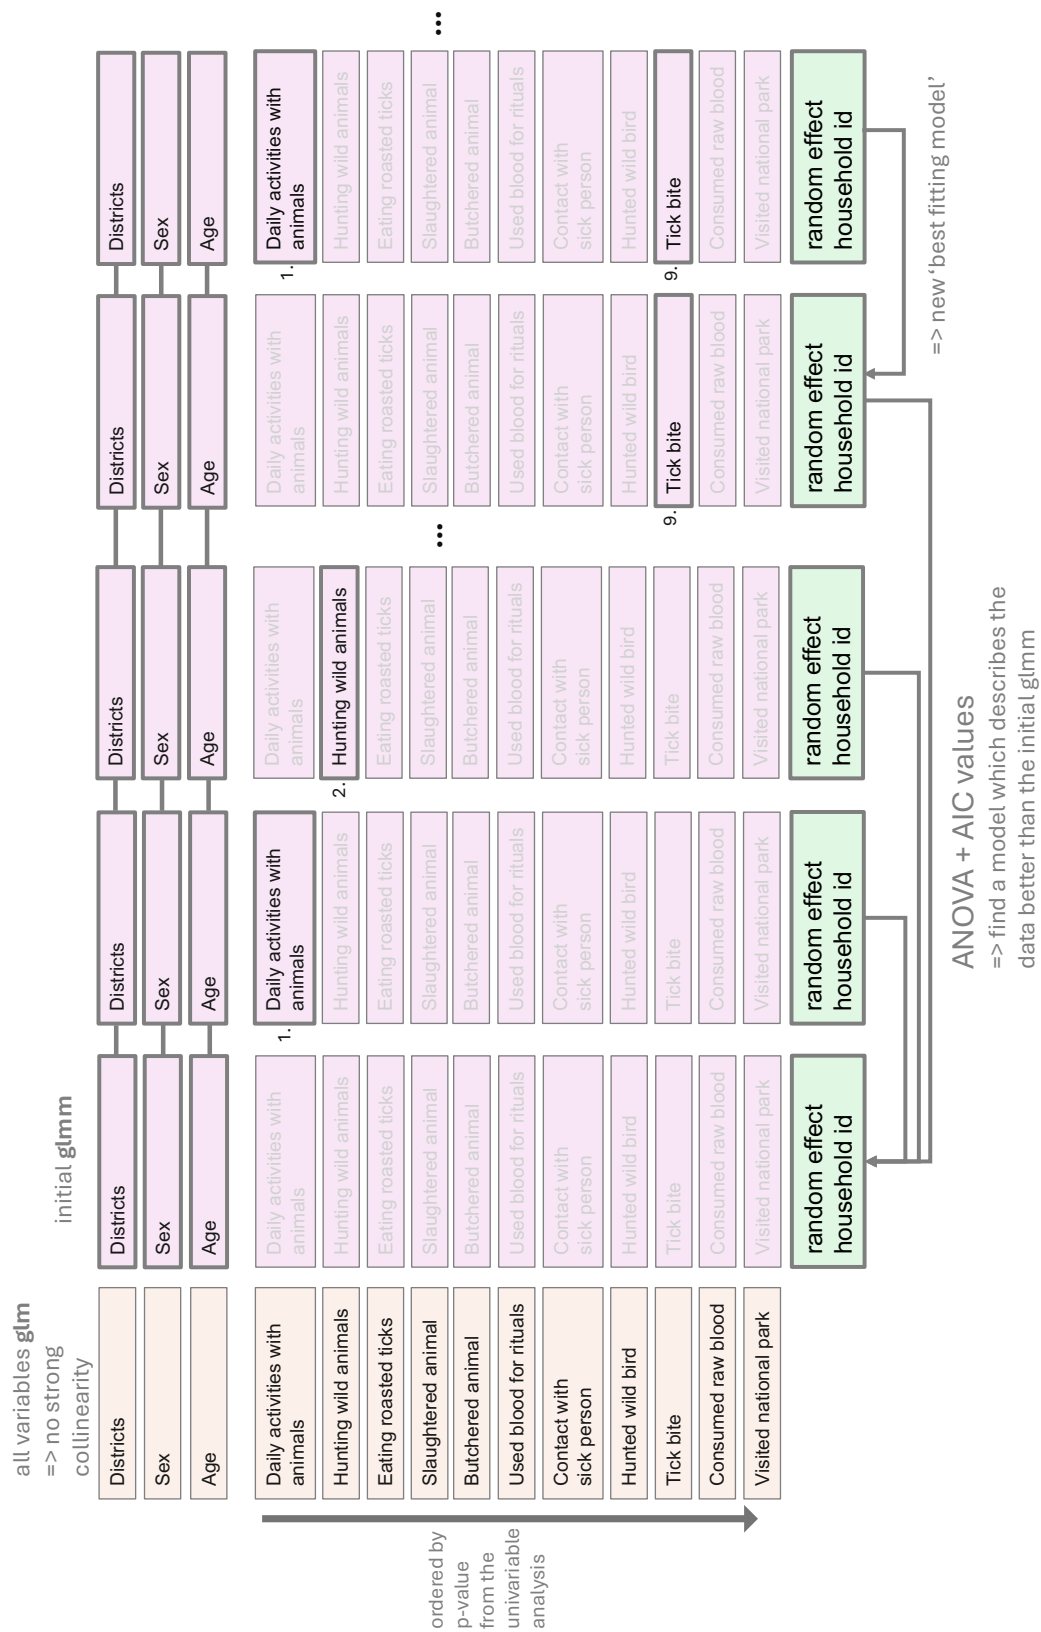 ordered by
p-value
from the
univariable
analysis
all variables glm
=> no strong
collinearity
Districts
Sex
Age
Daily activities with
animals
Hunting wild animals
Eating roasted ticks
Slaughtered animal
Butchered animal
Used blood for rituals
Contact with
sick person
Hunted wild bird
Tick bite
Consumed raw blood
Visited national park
initial glmm
Districts
Sex
Age
Daily activities with
animals
Hunting wild animals
Eating roasted ticks
Slaughtered animal
Butchered animal
Used blood for rituals
Contact with
sick person
Hunted wild bird
Tick bite
Consumed raw blood
Visited national park
random effect
household id
Districts
Sex
Age
1. Daily activities with
animals
Hunting wild animals
Eating roasted ticks
Slaughtered animal
Butchered animal
Used blood for rituals
Contact with
sick person
Hunted wild bird
Tick bite
Consumed raw blood
Visited national park
random effect
household id
Districts
Sex
Age
Daily activities with
animals
2. Hunting wild animals
Eating roasted ticks
Slaughtered animal
Butchered animal
Used blood for rituals
Contact with
sick person
Hunted wild bird
Tick bite
Consumed raw blood
Visited national park
random effect
household id
...
Districts
Sex
Age
Daily activities with
animals
Hunting wild animals
Eating roasted ticks
Slaughtered animal
Butchered animal
Used blood for rituals
Contact with
sick person
Hunted wild bird
9. Tick bite
Consumed raw blood
Visited national park
random effect
household id
Districts
Sex
Age
1. Daily activities with
animals
Hunting wild animals
Eating roasted ticks
Slaughtered animal
Butchered animal
Used blood for rituals
Contact with
sick person
Hunted wild bird
9. Tick bite
Consumed raw blood
Visited national park
random effect
household id
...
=> new ‘best fitting model’
ANOVA + AIC values
=> find a model which describes the
data better than the initial glmm